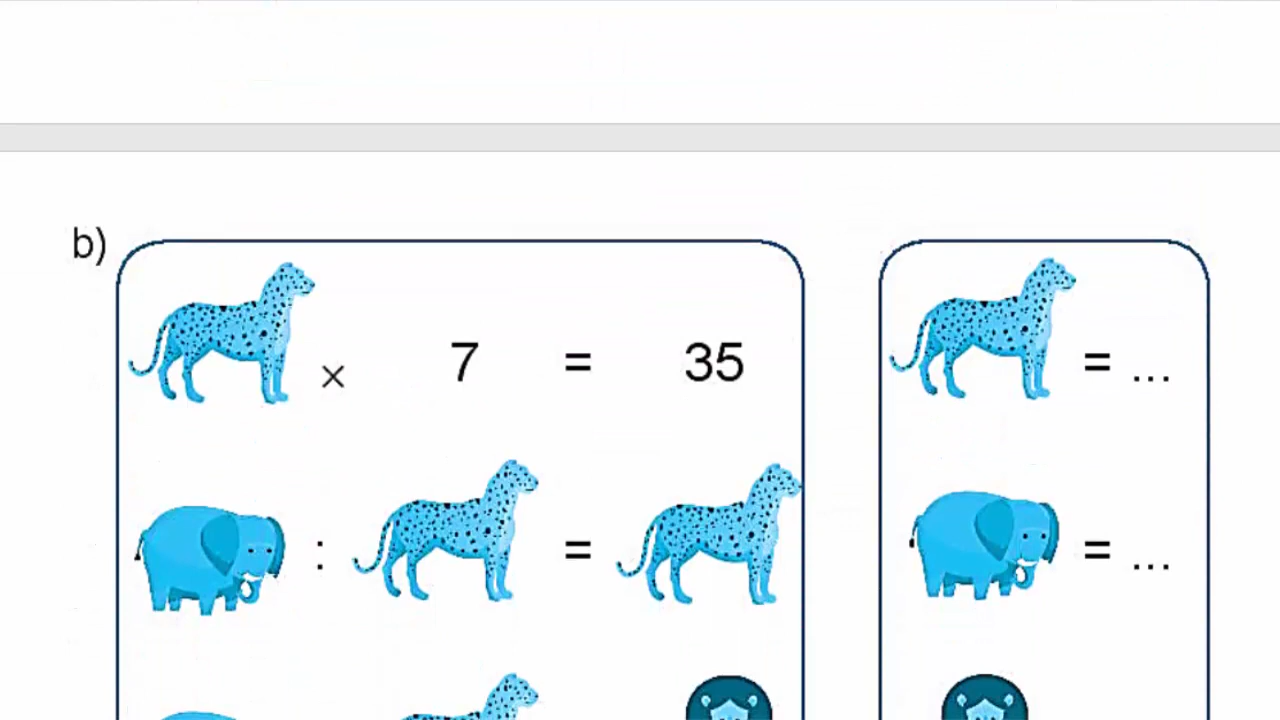 b)
× 7 = 35
= ...
: =
= ...